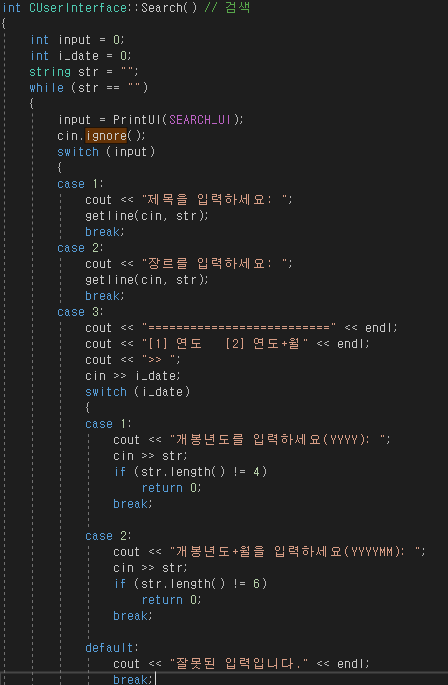 int CUserInterface::Search() // 검색
{
int input = 0;
int i_date = 0;
string str = "";
while (str == "")
{
input = PrintUI(SEARCH_UI);
cin.ignore();
switch (input)
{
case 1:
cout << "제목을 입력하세요: ";
getline(cin, str);
break;
case 2:
cout << "장르를 입력하세요: ";
getline(cin, str);
break;
case 3:
cout << "==========================" << endl;
cout << "[1] 연도   [2] 연도+월" << endl;
cout << ">> ";
cin >> i_date;
switch (i_date)
{
case 1:
cout << "개봉년도를 입력하세요(YYYY): ";
cin >> str;
if (str.length() != 4)
return 0;
break;
case 2:
cout << "개봉년도+월을 입력하세요(YYYYMM): ";
cin >> str;
if (str.length() != 6)
return 0;
break;
default:
cout << "잘못된 입력입니다." << endl;
break;